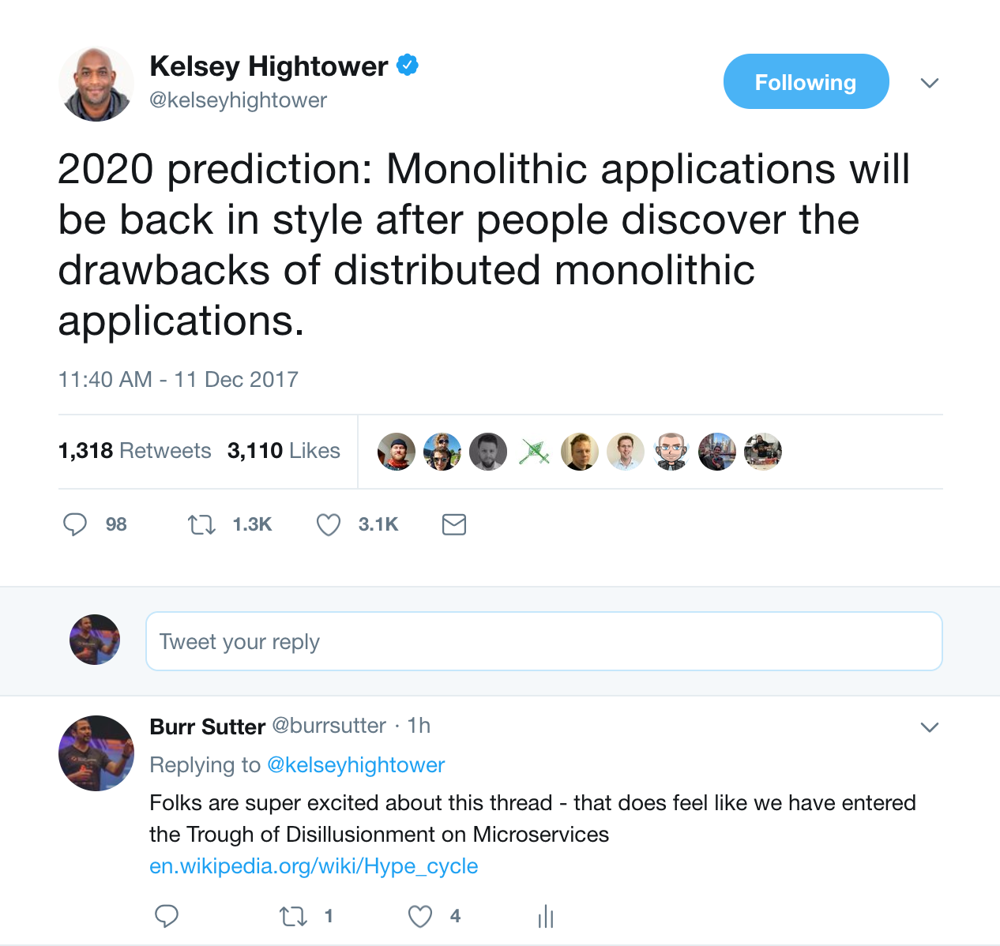 Kelsey Hightower
@kelseyhightower
Following
2020 prediction: Monolithic applications will
be back in style after people discover the
drawbacks of distributed monolithic
applications.
11:40 AM - 11 Dec 2017
1,318 Retweets 3,110 Likes
98 1.3K 3.1K
Tweet your reply
Burr Sutter @burrsutter · 1h
Replying to @kelseyhightower
Folks are super excited about this thread - that does feel like we have entered
the Trough of Disillusionment on Microservices
en.wikipedia.org/wiki/Hype_cycle
1 4